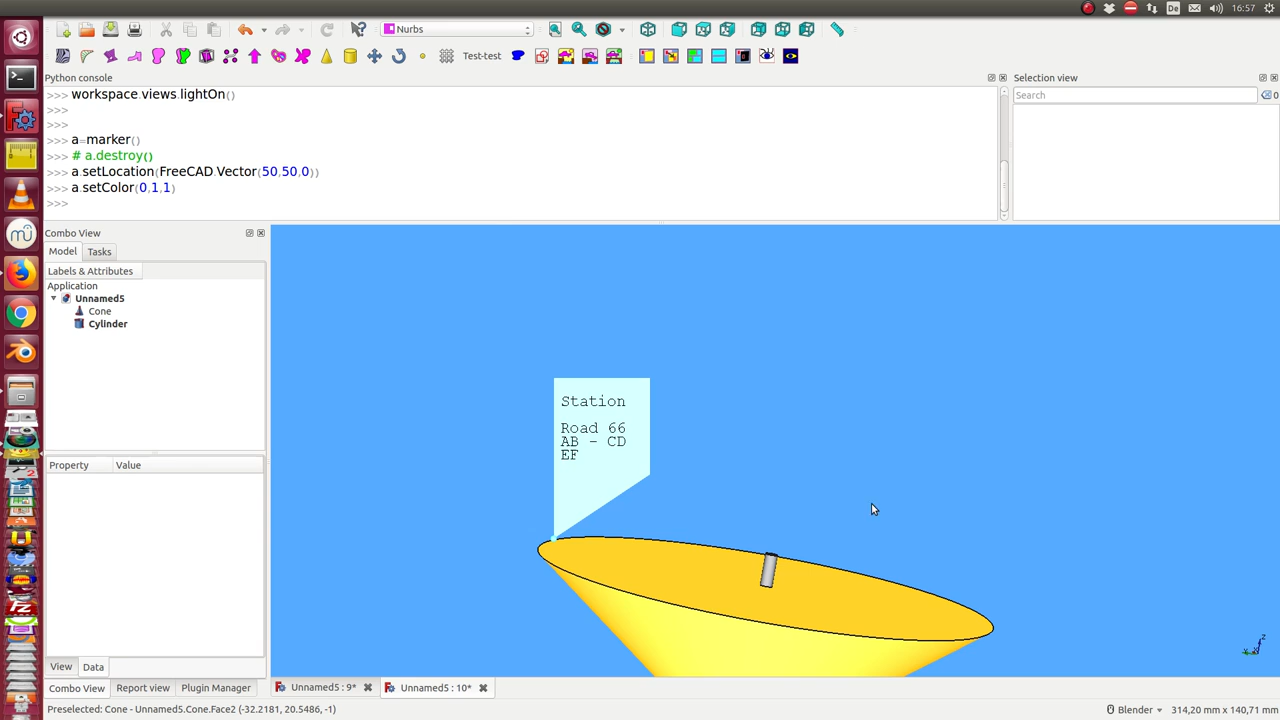 De
16:57
Nurbs
Test-test
Python console
Selection view
>>> workspace.views.lightOn()
>>>
>>>
>>> a=marker()
>>> # a.destroy()
>>> a.setLocation(FreeCAD.Vector(50,50,0))
>>> a.setColor(0,1,1)
>>>
Search
0
Combo View
Model
Tasks
Labels & Attributes
Application
Unnamed5
Cone
Cylinder
Station
Road 66
AB - CD
EF
Property
Value
View
Data
Combo View
Report view
Plugin Manager
Unnamed5 : 9*
Unnamed5 : 10*
Preselected: Cone - Unnamed5.Cone.Face2 (-32.2181, 20.5486, -1)
Blender
314,20 mm x 140,71 mm